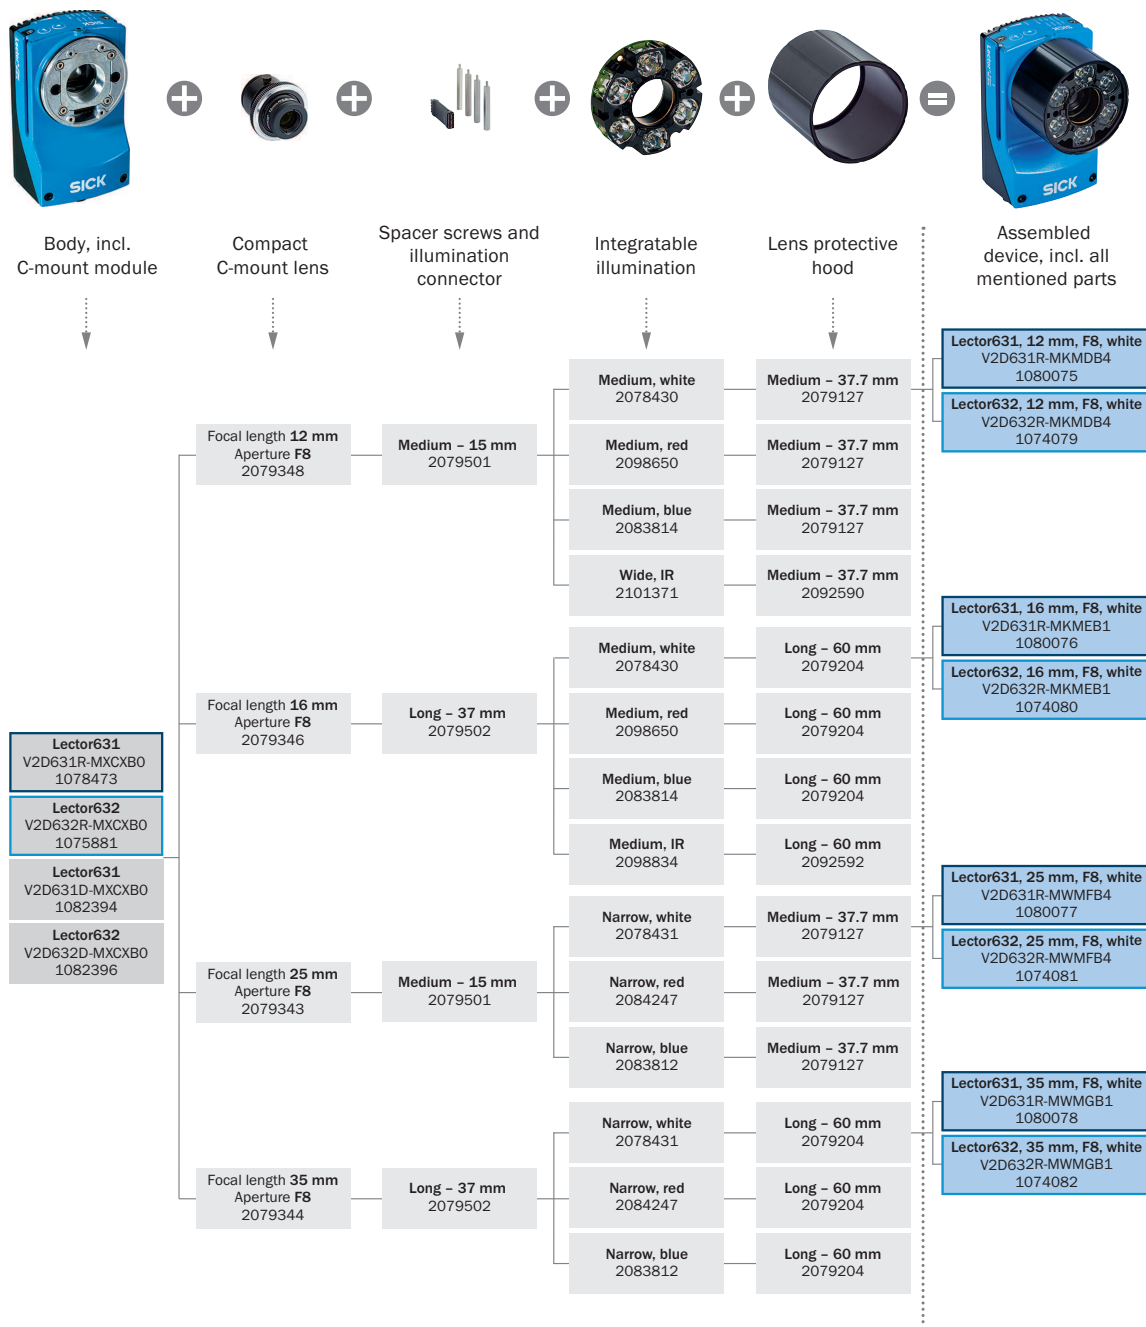 SICK
SICK
SICK
SICK
Body, incl.
C-mount module
Compact
C-mount lens
Spacer screws and
illumination
connector
Integratable
illumination
Lens protective
hood
Assembled
device, incl. all
mentioned parts
Lector631
V2D631R-MXCXB0
1078473
Lector632
V2D632R-MXCXB0
1075881
Lector631
V2D631D-MXCXB0
1082394
Lector632
V2D632D-MXCXB0
1082396
Focal length 12 mm
Aperture F8
2079348
Medium – 15 mm
2079501
Medium, white
2078430
Medium – 37.7 mm
2079127
Medium, red
2098650
Medium – 37.7 mm
2079127
Medium, blue
2083814
Medium – 37.7 mm
2079127
Wide, IR
2101371
Medium – 37.7 mm
2092590
Lector631, 12 mm, F8, white
V2D631R-MKMDB4
1080075
Lector632, 12 mm, F8, white
V2D632R-MKMDB4
1074079
Focal length 16 mm
Aperture F8
2079346
Long – 37 mm
2079502
Medium, white
2078430
Long – 60 mm
2079204
Medium, red
2098650
Long – 60 mm
2079204
Medium, blue
2083814
Long – 60 mm
2079204
Medium, IR
2098834
Long – 60 mm
2092592
Lector631, 16 mm, F8, white
V2D631R-MKMEB1
1080076
Lector632, 16 mm, F8, white
V2D632R-MKMEB1
1074080
Focal length 25 mm
Aperture F8
2079343
Medium – 15 mm
2079501
Narrow, white
2078431
Medium – 37.7 mm
2079127
Narrow, red
2084247
Medium – 37.7 mm
2079127
Narrow, blue
2083812
Medium – 37.7 mm
2079127
Lector631, 25 mm, F8, white
V2D631R-MWMFB4
1080077
Lector632, 25 mm, F8, white
V2D632R-MWMFB4
1074081
Focal length 35 mm
Aperture F8
2079344
Long – 37 mm
2079502
Narrow, white
2078431
Long – 60 mm
2079204
Narrow, red
2084247
Long – 60 mm
2079204
Narrow, blue
2083812
Long – 60 mm
2079204
Lector631, 35 mm, F8, white
V2D631R-MWMGB1
1080078
Lector632, 35 mm, F8, white
V2D632R-MWMGB1
1074082